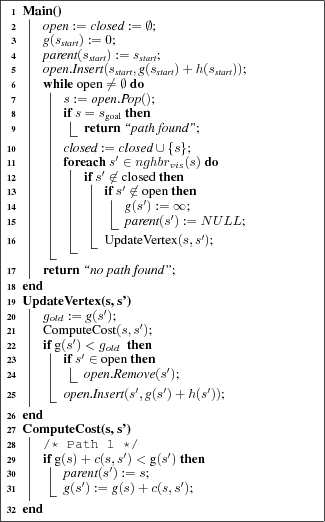 1 Main()
2 open := closed := ∅;
3 g(s_start) := 0;
4 parent(s_start) := s_start;
5 open.Insert(s_start, g(s_start) + h(s_start));
6 while open ≠ ∅ do
7 s := open.Pop();
8 if s = s_goal then
9 return "path found";
10 closed := closed ∪ {s};
11 foreach s′ ∈ nghbr_vis(s) do
12 if s′ ∉ closed then
13 if s′ ∉ open then
14 g(s′) := ∞;
15 parent(s′) := NULL;
16 UpdateVertex(s, s′);
17 return "no path found";
18 end
19 UpdateVertex(s, s')
20 g_old := g(s′);
21 ComputeCost(s, s′);
22 if g(s′) < g_old then
23 if s′ ∈ open then
24 open.Remove(s′);
25 open.Insert(s′, g(s′) + h(s′));
26 end
27 ComputeCost(s, s')
28 /* Path 1 */
29 if g(s) + c(s, s′) < g(s′) then
30 parent(s′) := s;
31 g(s′) := g(s) + c(s, s′);
32 end